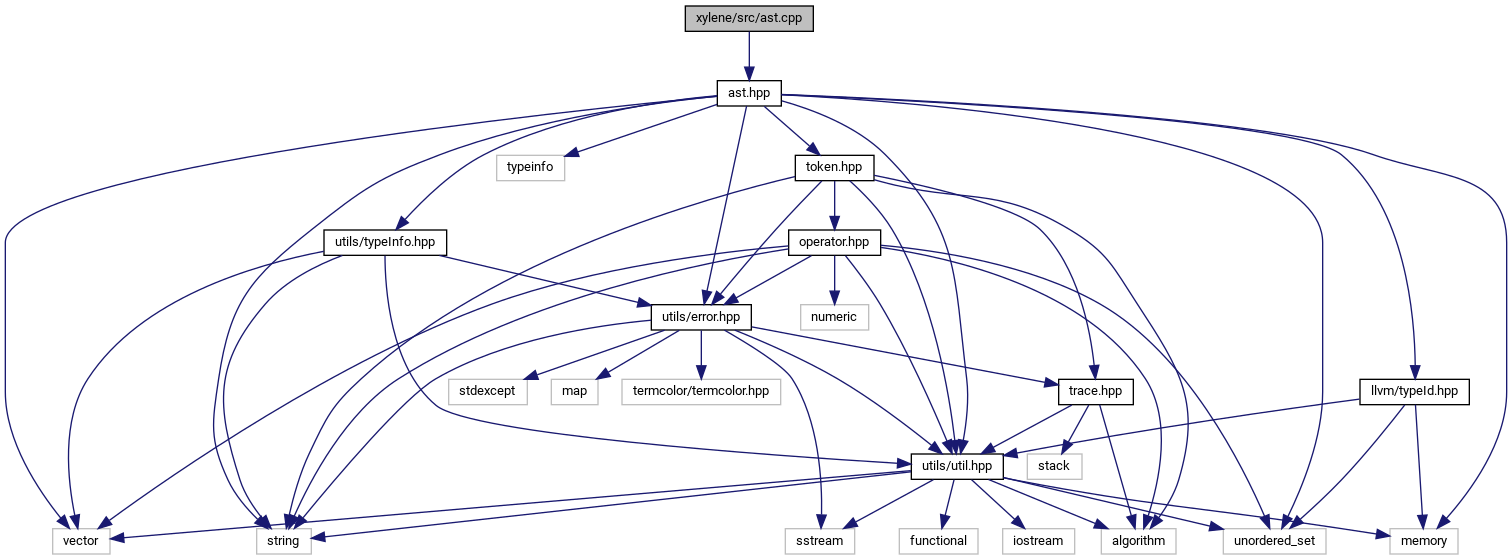 xylene/src/ast.cpp
ast.hpp
typeinfo
token.hpp
utils/typeInfo.hpp
operator.hpp
utils/error.hpp
numeric
stdexcept
map
termcolor/termcolor.hpp
trace.hpp
llvm/typeId.hpp
utils/util.hpp
stack
vector
string
sstream
functional
iostream
algorithm
unordered_set
memory